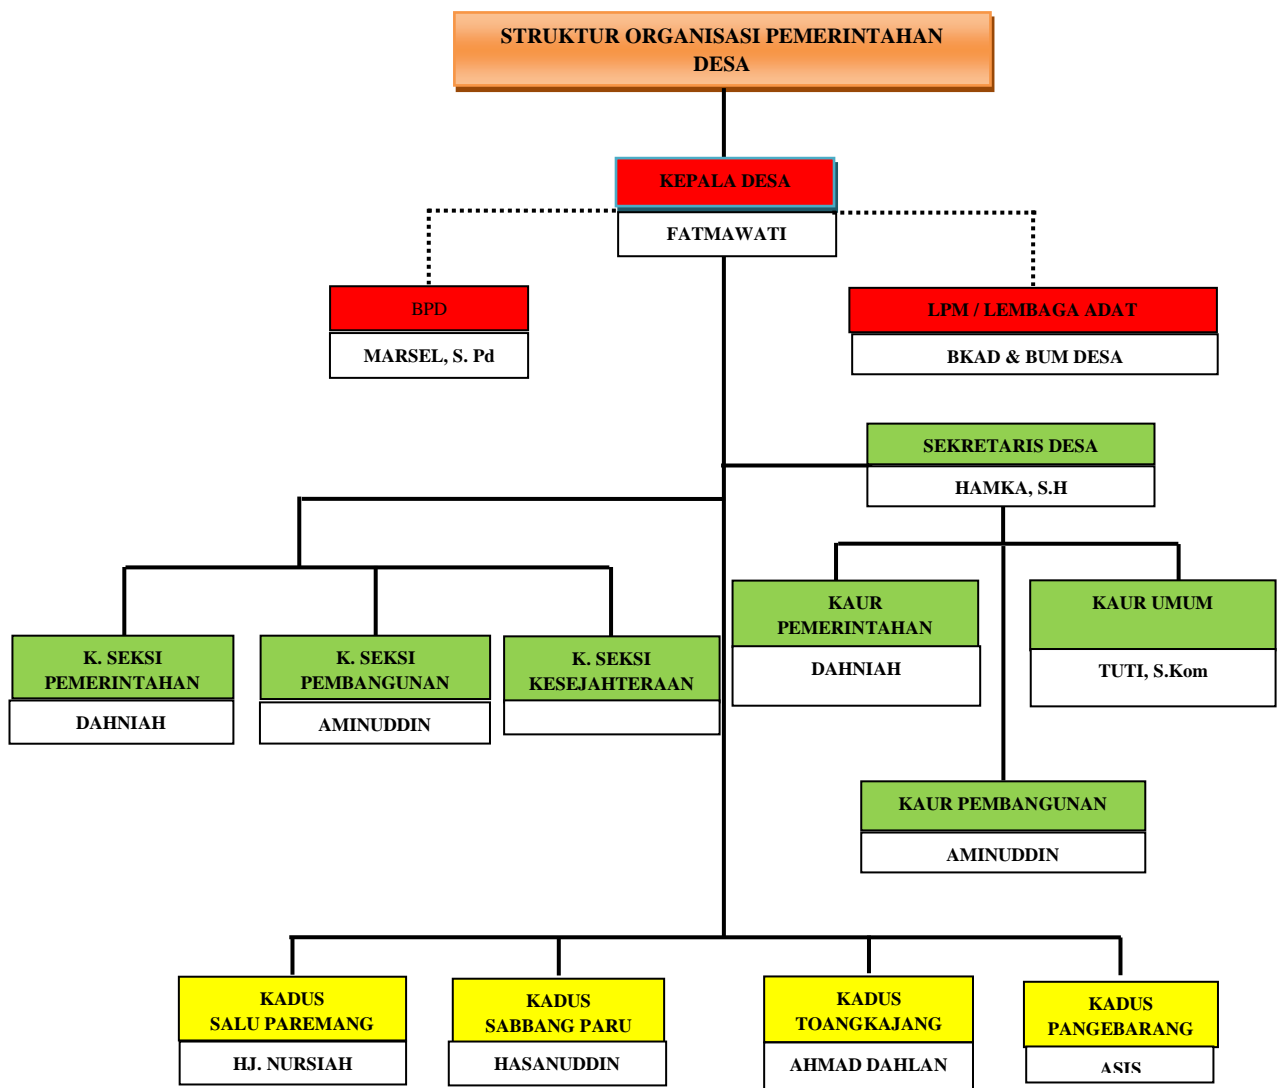 STRUKTUR ORGANISASI PEMERINTAHAN
DESA
KEPALA DESA
FATMAWATI
BPD
MARSEL, S. Pd
LPM / LEMBAGA ADAT
BKAD & BUM DESA
SEKRETARIS DESA
HAMKA, S.H
KAUR
PEMERINTAHAN
DAHNIAH
KAUR UMUM
TUTI, S.Kom
K. SEKSI
PEMERINTAHAN
DAHNIAH
K. SEKSI
PEMBANGUNAN
AMINUDDIN
K. SEKSI
KESEJAHTERAAN
KAUR PEMBANGUNAN
AMINUDDIN
KADUS
SALU PAREMANG
HJ. NURSIAH
KADUS
SABBANG PARU
HASANUDDIN
KADUS
TOANGKAJANG
AHMAD DAHLAN
KADUS
PANGEBARANG
ASIS